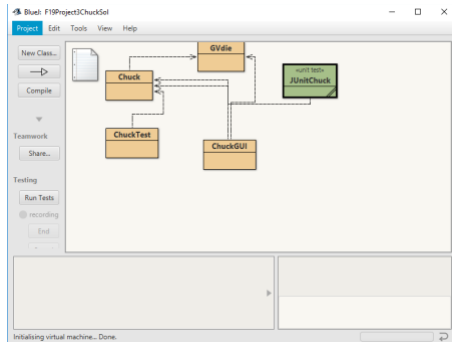 BlueJ: F19Project3ChuckSol
Project Edit Tools View Help
New Class...
Compile
Teamwork
Share...
Testing
Run Tests
recording
End
GVdie
Chuck
<<unit test>>
JUnitChuck
ChuckTest
ChuckGUI
Initialising virtual machine... Done.